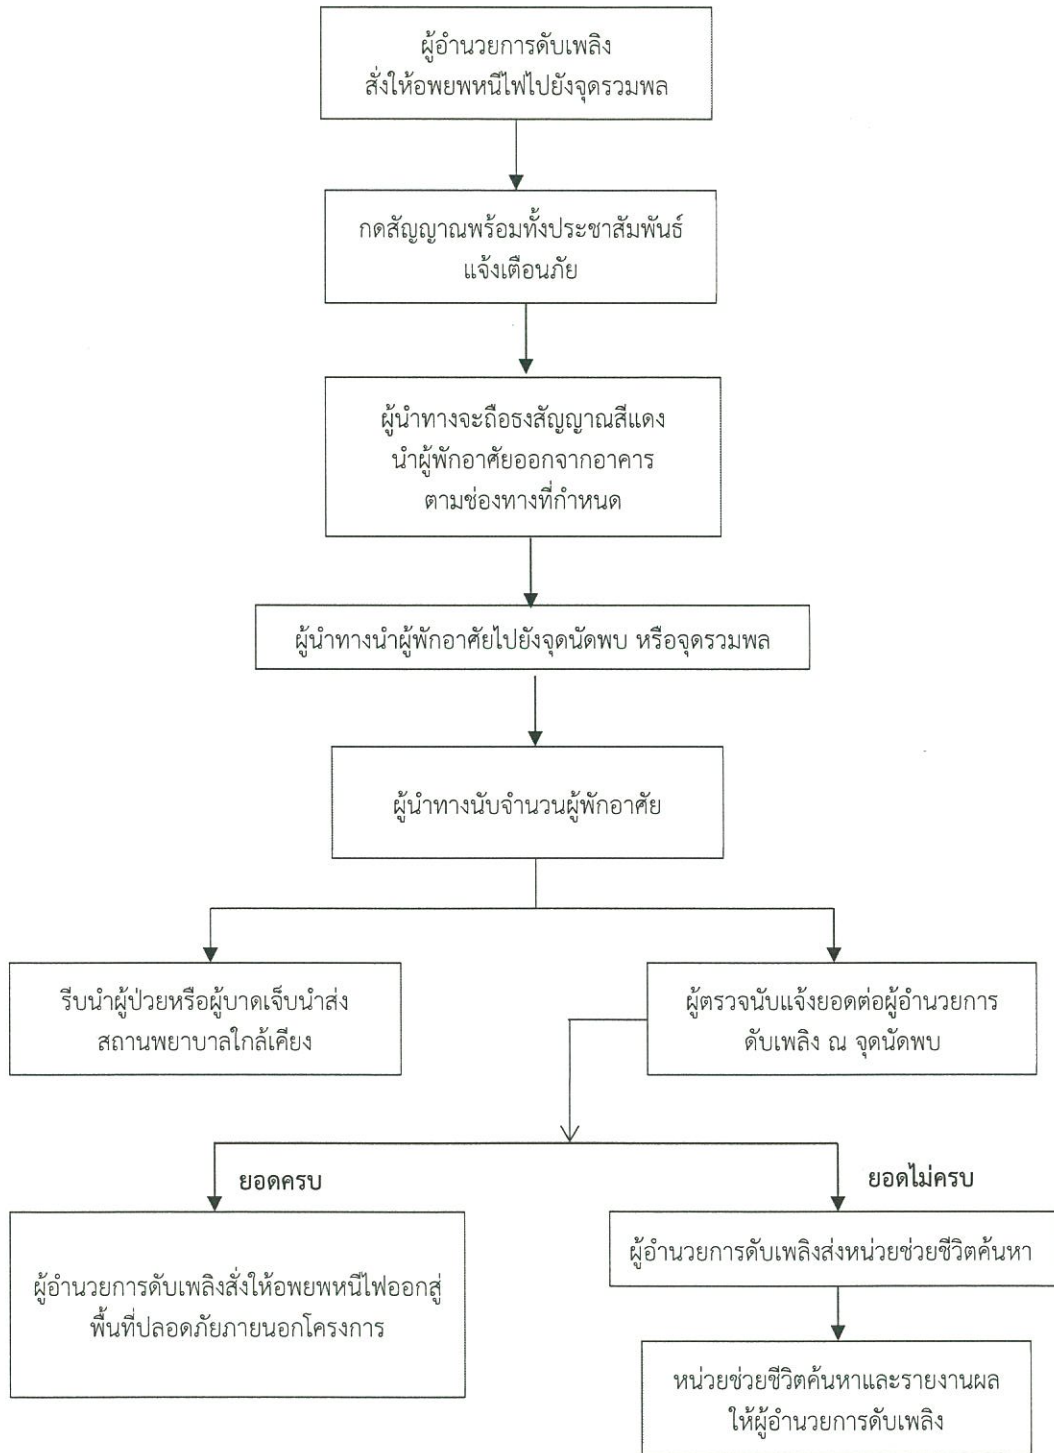 ผู้อำนวยการดับเพลิง
สั่งให้อพยพหนีไฟไปยังจุดรวมพล
กดสัญญาณพร้อมทั้งประชาสัมพันธ์
แจ้งเตือนภัย
ผู้นำทางจะถือธงสัญญาณสีแดง
นำผู้พักอาศัยออกจากอาคาร
ตามช่องทางที่กำหนด
ผู้นำทางนำผู้พักอาศัยไปยังจุดนัดพบ หรือจุดรวมพล
ผู้นำทางนับจำนวนผู้พักอาศัย
รีบนำผู้ป่วยหรือผู้บาดเจ็บนำส่ง
สถานพยาบาลใกล้เคียง
ผู้ตรวจนับแจ้งยอดต่อผู้อำนวยการ
ดับเพลิง ณ จุดนัดพบ
ยอดครบ
ยอดไม่ครบ
ผู้อำนวยการดับเพลิงสั่งให้อพยพหนีไฟออกสู่
พื้นที่ปลอดภัยภายนอกโครงการ
ผู้อำนวยการดับเพลิงส่งหน่วยช่วยชีวิตค้นหา
หน่วยช่วยชีวิตค้นหาและรายงานผล
ให้ผู้อำนวยการดับเพลิง